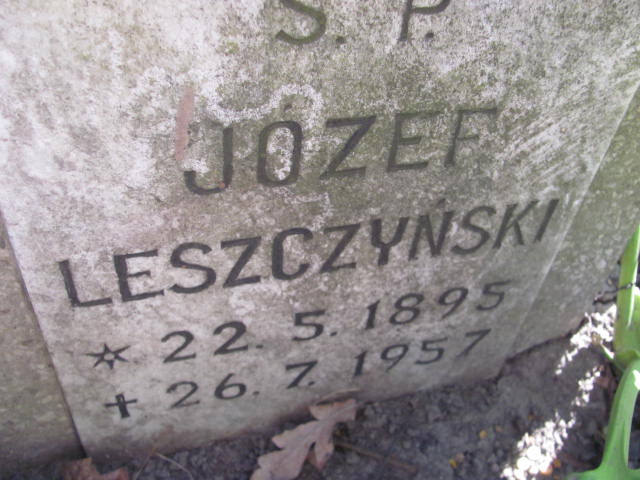 S. P.
JÓZEF
LESZCZYŃSKI
☆ 22. 5. 1895
✝ 26. 7. 1957